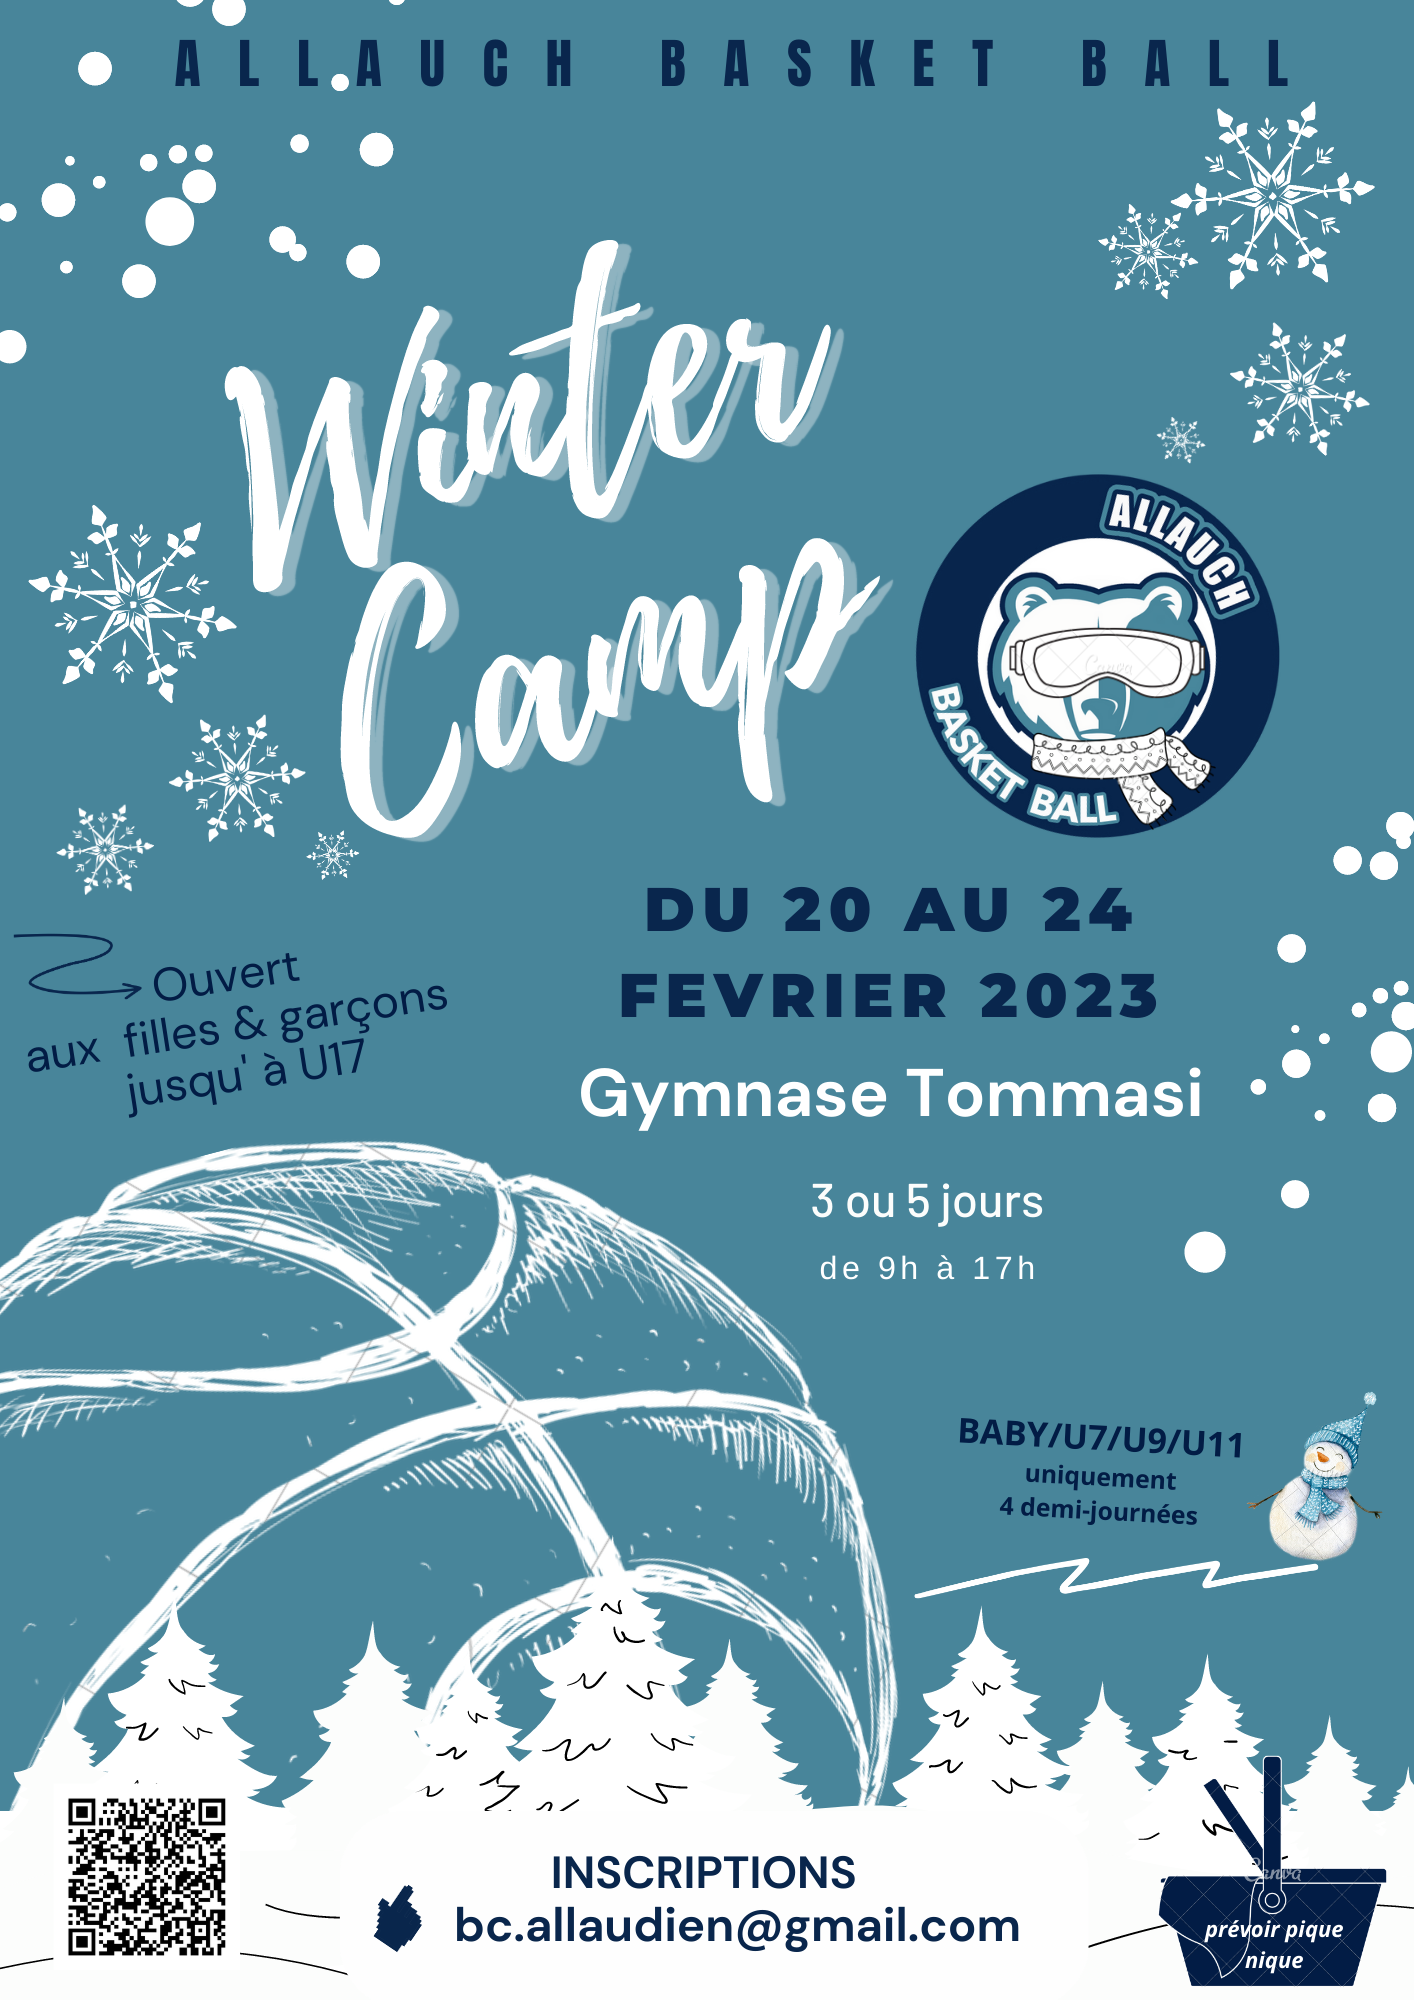 ALLAUCH BASKET BALL
Winter
Camp
ALLAUCH
BASKET BALL
Canva
DU 20 AU 24
FEVRIER 2023
Ouvert
aux filles & garçons
jusqu' à U17
Gymnase Tommasi
3 ou 5 jours
de 9h à 17h
BABY/U7/U9/U11
uniquement
4 demi-journées
INSCRIPTIONS
bc.allaudien@gmail.com
Canva
prévoir pique
nique